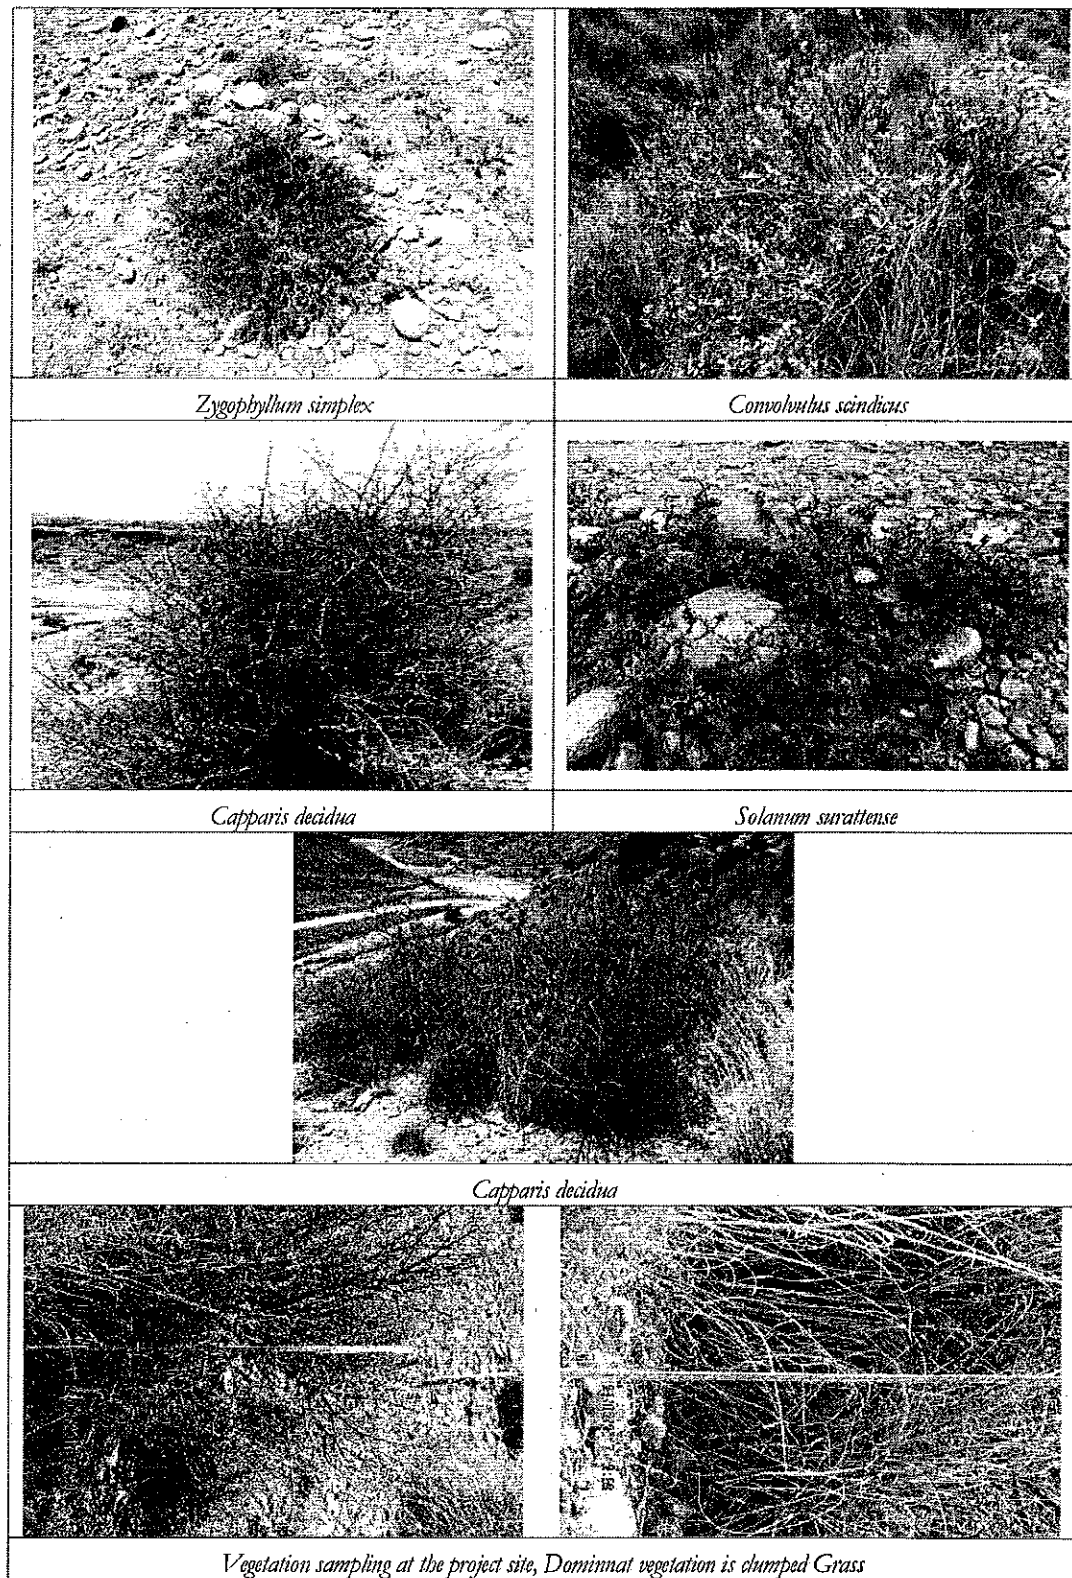 Zygophyllum simplex
Convolvulus scindicus
Capparis decidua
Solanum surattense
Capparis decidua
Vegetation sampling at the project site, Dominnat vegetation is clumped Grass